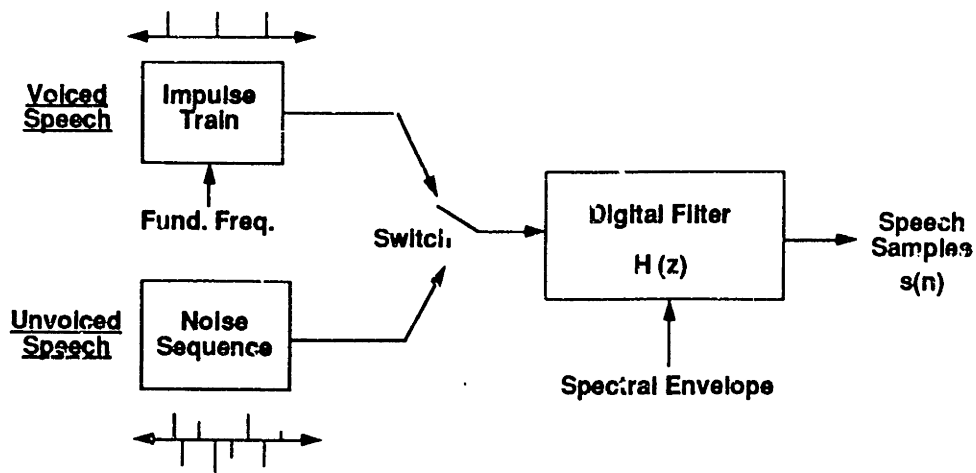 Voiced
Speech
Impulse
Train
Fund. Freq.
Switch
Unvoiced
Speech
Noise
Sequence
Digital Filter
H (z)
Spectral Envelope
Speech
Samples
s(n)